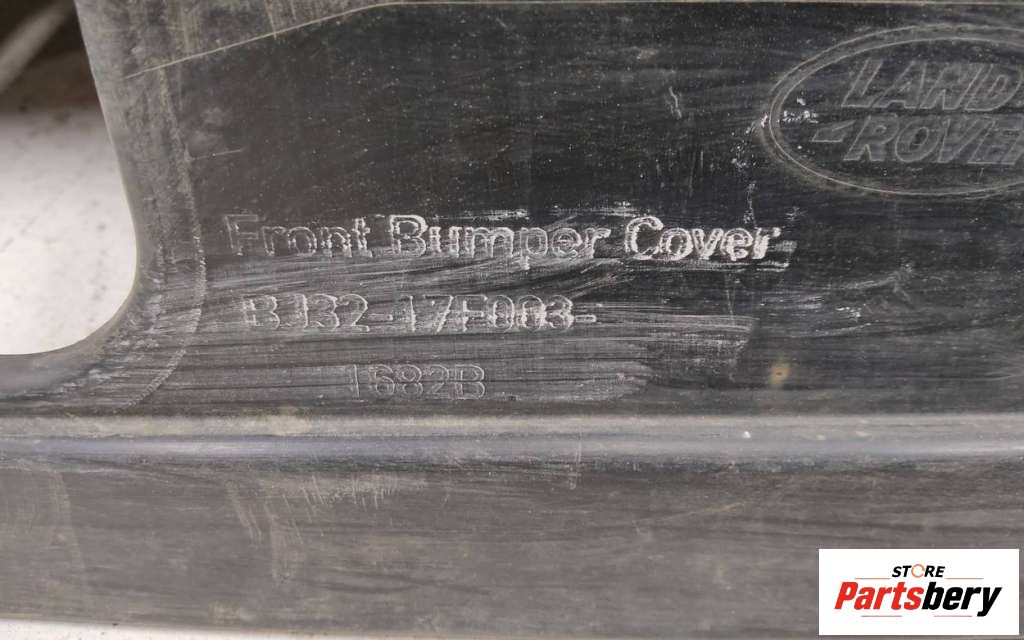 LAND
ROVER
Front Bumper Cover
BJ32-17F003-
1682B
STORE
Partsbery